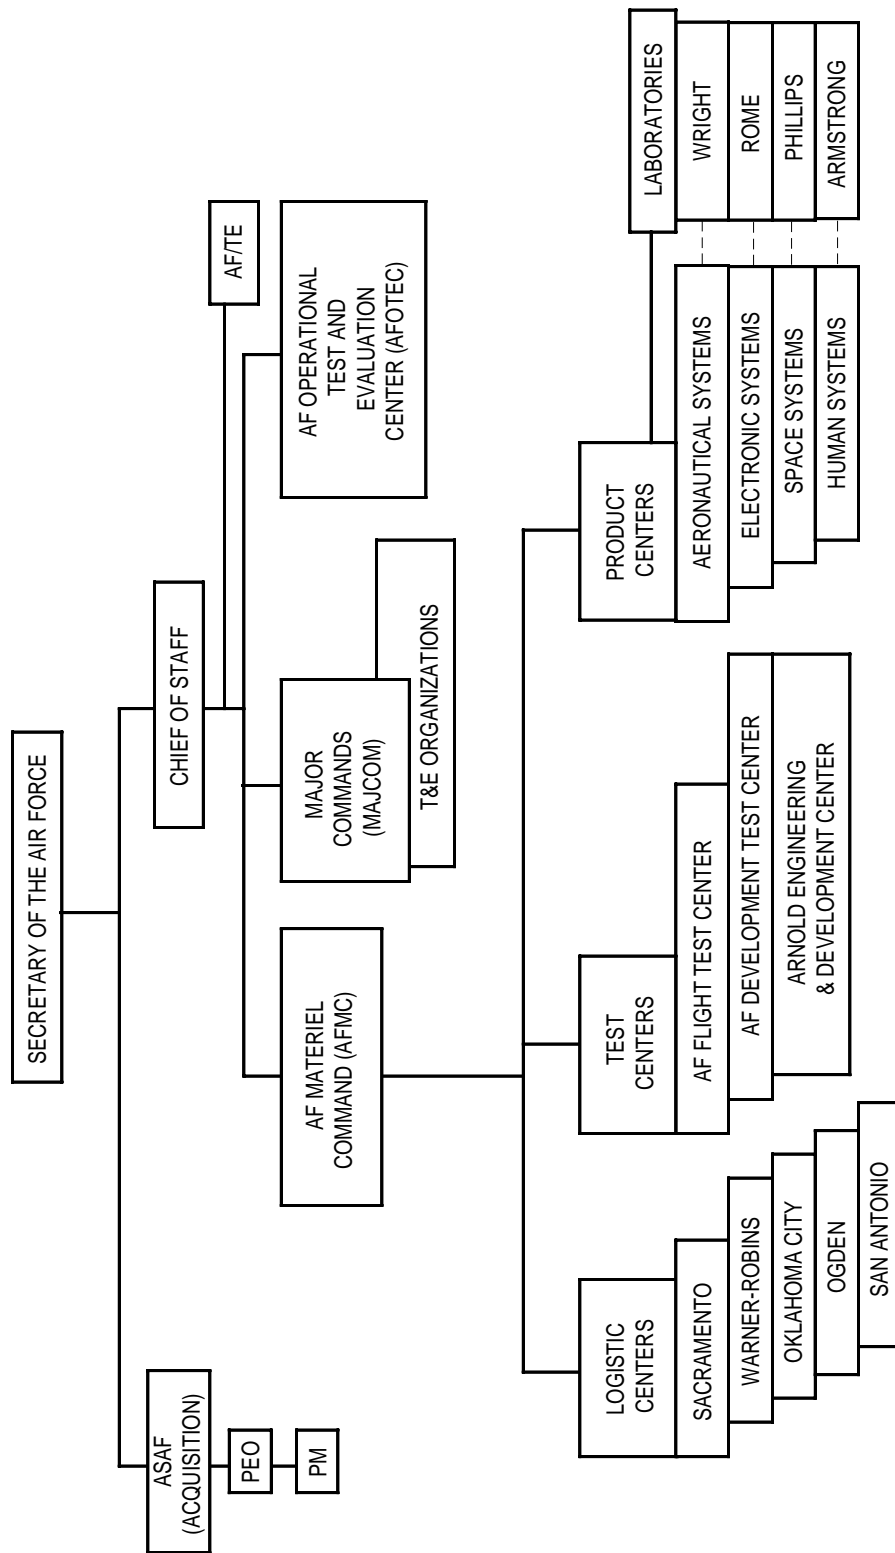 SECRETARY OF THE AIR FORCE
ASAF
(ACQUISITION)
PEO
PM
CHIEF OF STAFF
AF/TE
AF MATERIEL
COMMAND (AFMC)
MAJOR
COMMANDS
(MAJCOM)
T&E ORGANIZATIONS
AF OPERATIONAL
TEST AND
EVALUATION
CENTER (AFOTEC)
LOGISTIC
CENTERS
SACRAMENTO
WARNER-ROBINS
OKLAHOMA CITY
OGDEN
SAN ANTONIO
TEST
CENTERS
AF FLIGHT TEST CENTER
AF DEVELOPMENT TEST CENTER
ARNOLD ENGINEERING
& DEVELOPMENT CENTER
PRODUCT
CENTERS
AERONAUTICAL SYSTEMS
ELECTRONIC SYSTEMS
SPACE SYSTEMS
HUMAN SYSTEMS
LABORATORIES
WRIGHT
ROME
PHILLIPS
ARMSTRONG